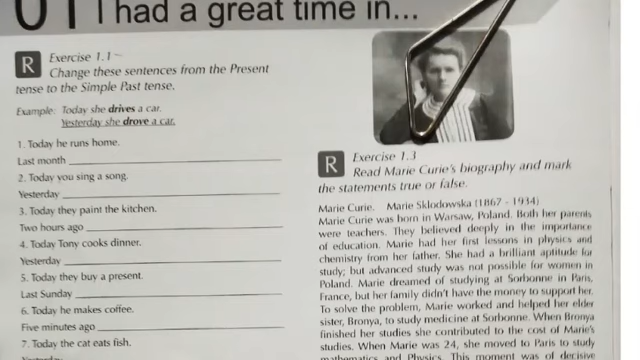 01 I had a great time in...
R Exercise 1.1
Change these sentences from the Present
tense to the Simple Past tense.
Example: Today she drives a car.
Yesterday she drove a car.
1. Today he runs home.
Last month
2. Today you sing a song.
Yesterday
3. Today they paint the kitchen.
Two hours ago
4. Today Tony cooks dinner.
Yesterday
5. Today they buy a present.
Last Sunday
6. Today he makes coffee.
Five minutes ago
7. Today the cat eats fish.
R Exercise 1.3
Read Marie Curie's biography and mark
the statements true or false.
Marie Curie. Marie Sklodowska (1867 - 1934)
Marie Curie was born in Warsaw, Poland. Both her parents
were teachers. They believed deeply in the importance
of education. Marie had her first lessons in physics and
chemistry from her father. She had a brilliant aptitude for
study; but advanced study was not possible for women in
Poland. Marie dreamed of studying at Sorbonne in Paris,
France, but her family didn't have the money to support her.
To solve the problem, Marie worked and helped her elder
sister, Bronya, to study medicine at Sorbonne. When Bronya
finished her studies she contributed to the cost of Marie's
studies. When Marie was 24, she moved to Paris to study
mathematics and Physics. This moment was of decisive